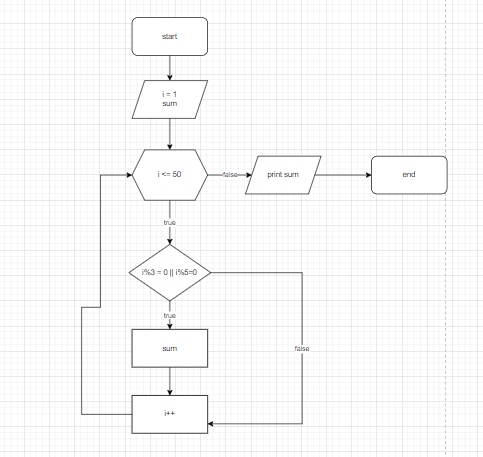 start
i = 1
sum
i <= 50
false
print sum
end
true
i%3 = 0 || i%5=0
true
sum
false
i++